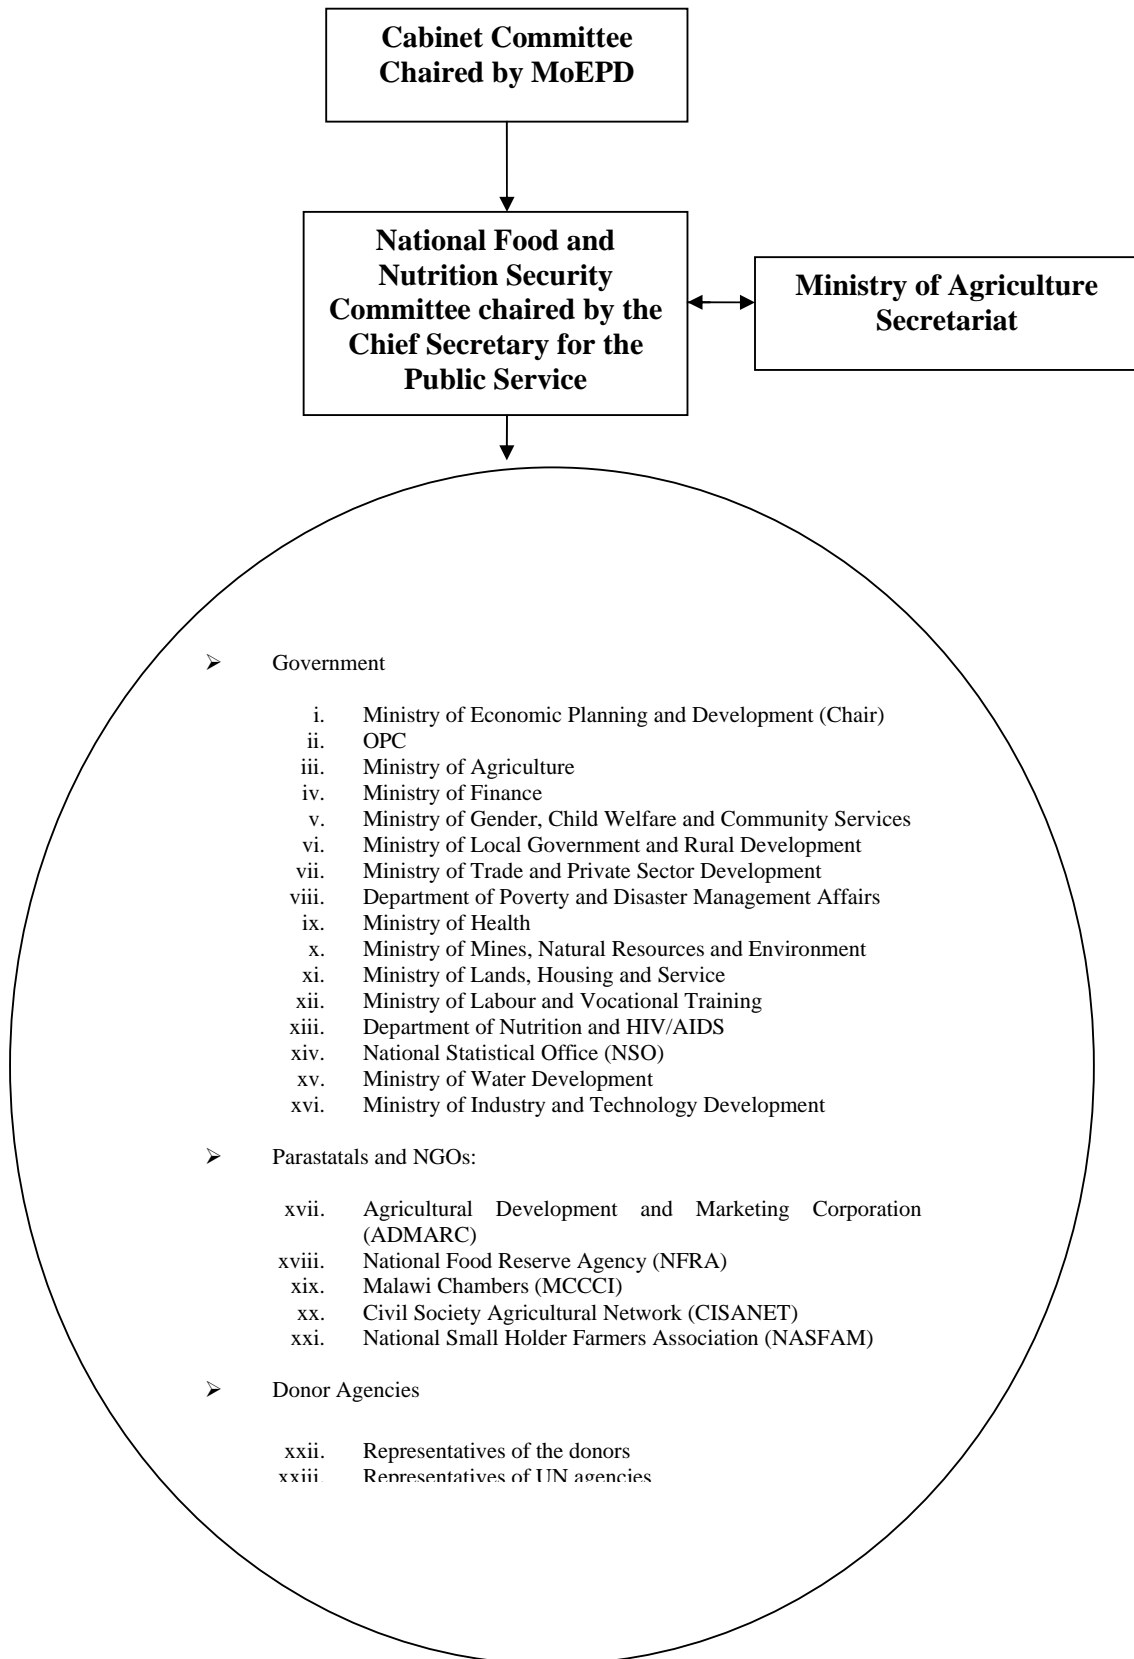 Cabinet Committee
Chaired by MoEPD
National Food and
Nutrition Security
Committee chaired by the
Chief Secretary for the
Public Service
Ministry of Agriculture
Secretariat
➢ Government
i. Ministry of Economic Planning and Development (Chair)
ii. OPC
iii. Ministry of Agriculture
iv. Ministry of Finance
v. Ministry of Gender, Child Welfare and Community Services
vi. Ministry of Local Government and Rural Development
vii. Ministry of Trade and Private Sector Development
viii. Department of Poverty and Disaster Management Affairs
ix. Ministry of Health
x. Ministry of Mines, Natural Resources and Environment
xi. Ministry of Lands, Housing and Service
xii. Ministry of Labour and Vocational Training
xiii. Department of Nutrition and HIV/AIDS
xiv. National Statistical Office (NSO)
xv. Ministry of Water Development
xvi. Ministry of Industry and Technology Development
➢ Parastatals and NGOs:
xvii. Agricultural Development and Marketing Corporation
(ADMARC)
xviii. National Food Reserve Agency (NFRA)
xix. Malawi Chambers (MCCCI)
xx. Civil Society Agricultural Network (CISANET)
xxi. National Small Holder Farmers Association (NASFAM)
➢ Donor Agencies
xxii. Representatives of the donors
xxiii. Representatives of UN agencies